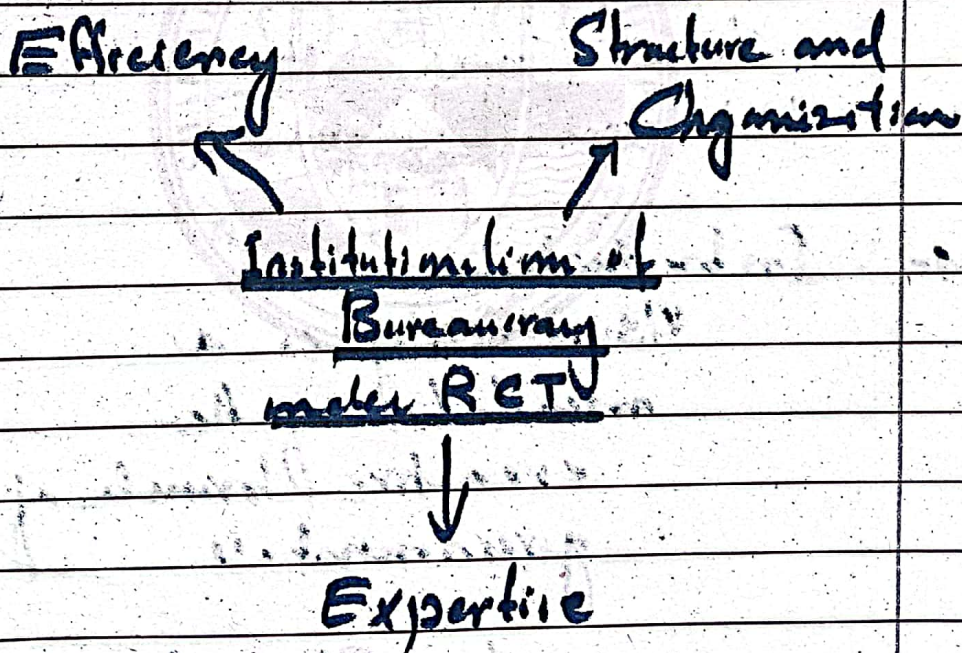 Efficiency
Structure and
Organization
Institutionalism of
Bureaucracy
under RCT
Expertise